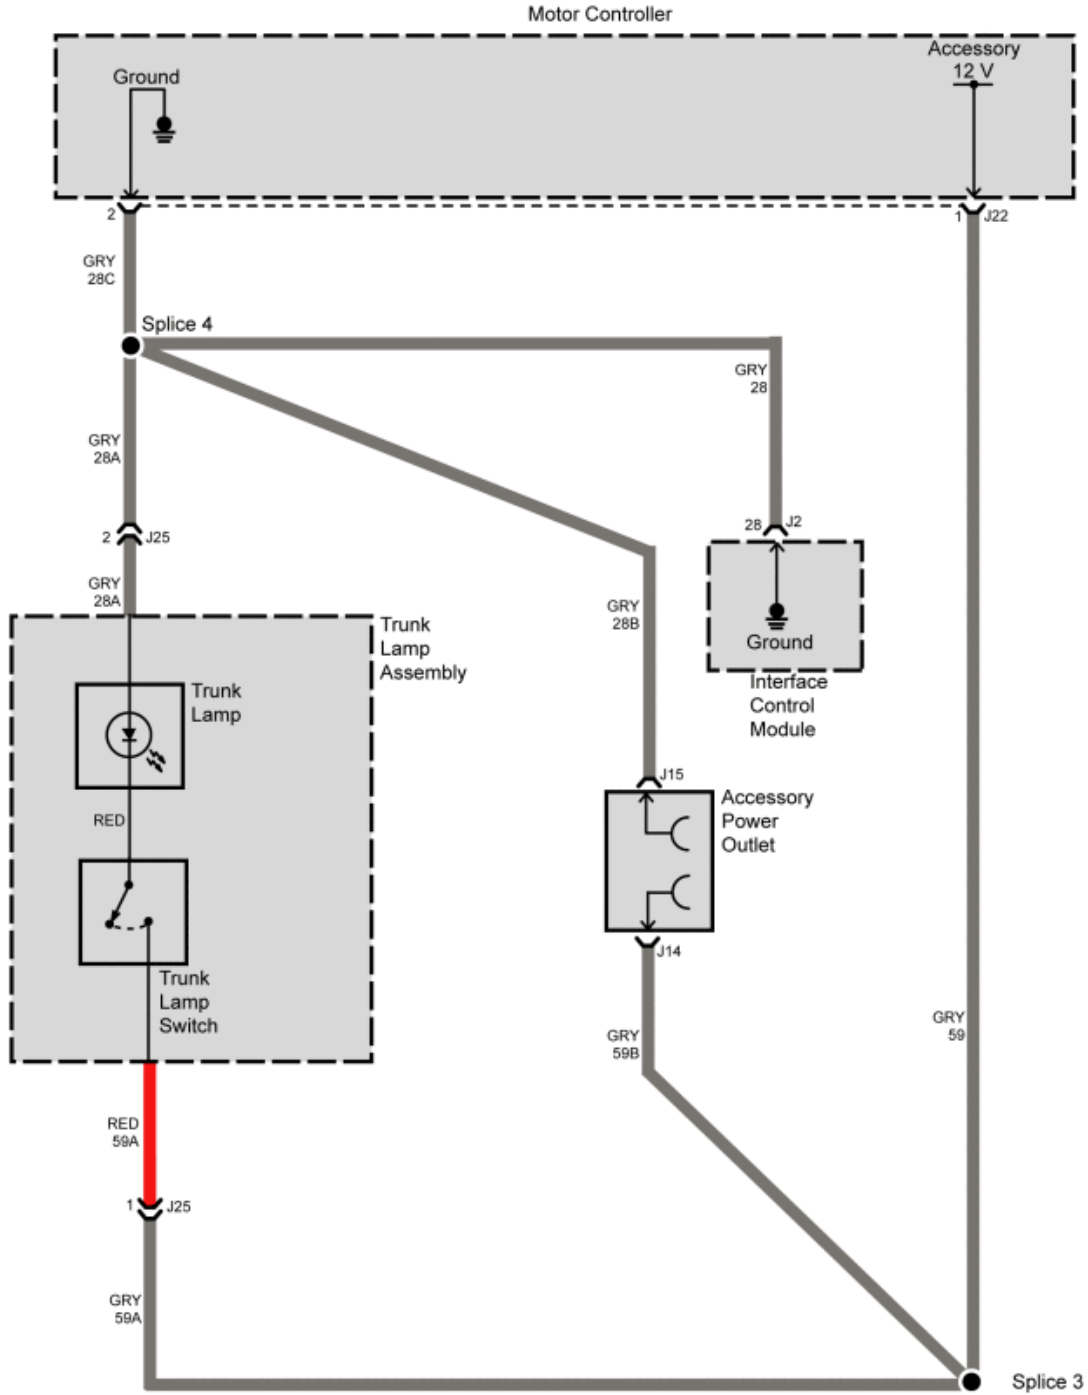 Motor Controller
Ground
Accessory
12 V
2
1
J22
GRY
28C
Splice 4
GRY
28
GRY
28A
28
J2
2
J25
GRY
28A
GRY
28B
Ground
Interface
Control
Module
Trunk
Lamp
Assembly
Trunk
Lamp
RED
J15
Accessory
Power
Outlet
J14
Trunk
Lamp
Switch
GRY
59
GRY
59B
RED
59A
1
J25
GRY
59A
Splice 3